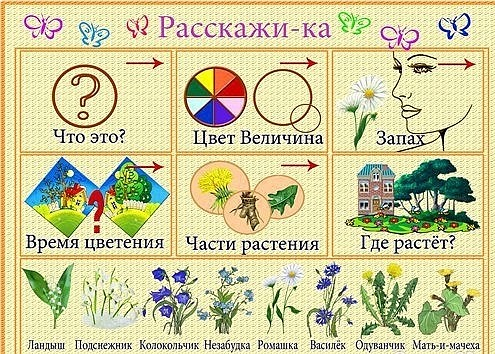 Расскажи-ка
Что это?
Цвет Величина
Запах
?
Время цветения
Части растения
Где растёт?
Ландыш Подснежник Колокольчик Незабудка Ромашка Василёк Одуванчик Мать-и-мачеха